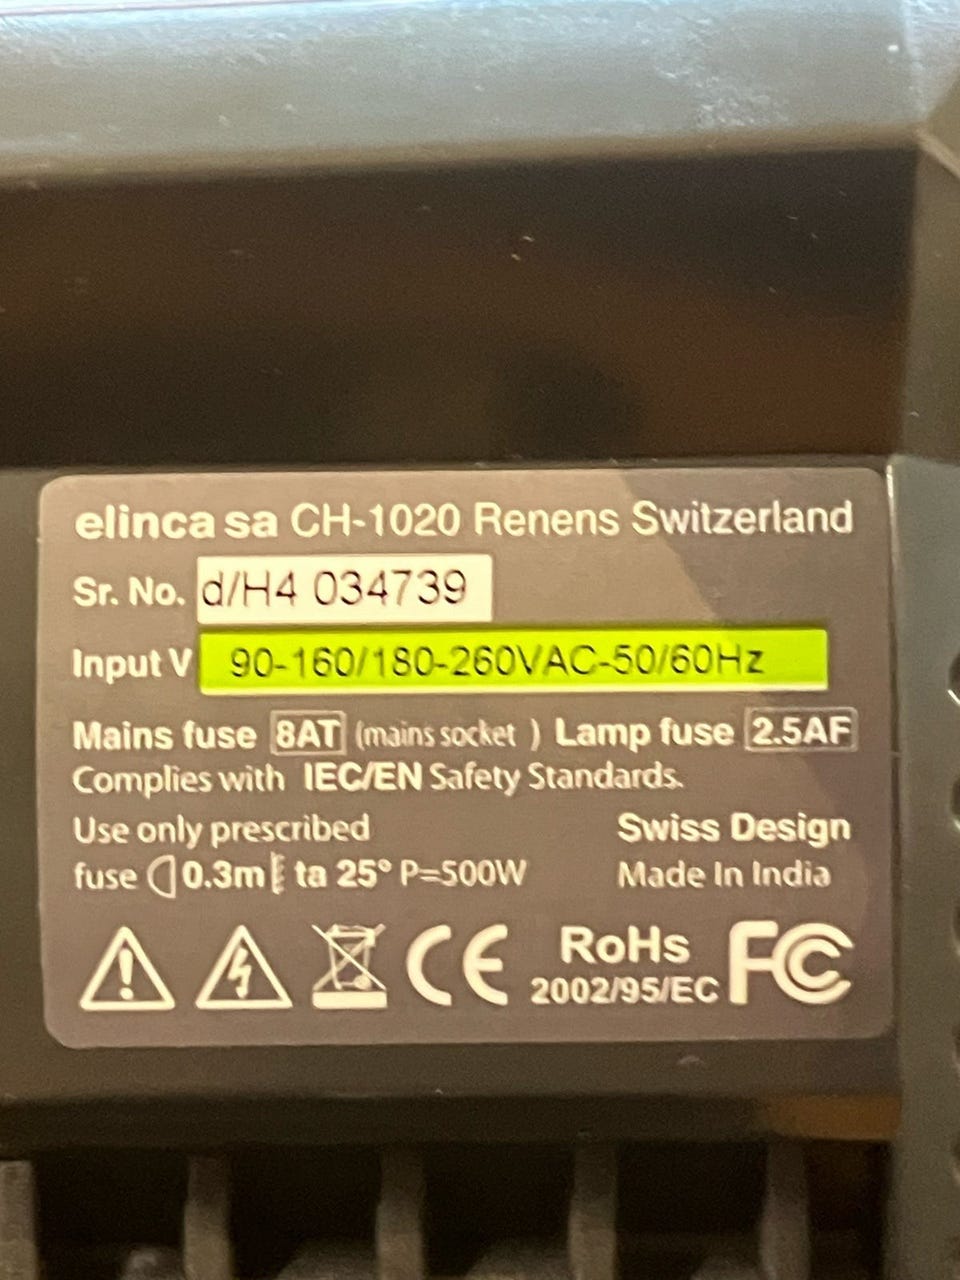 elinca sa CH-1020 Renens Switzerland
Sr. No. d/H4 034739
Input V 90-160/180-260VAC-50/60Hz
Mains fuse 8AT (mains socket ) Lamp fuse 2.5AF
Complies with IEC/EN Safety Standards.
Use only prescribed
fuse 0.3m ta 25° P=500W
Swiss Design
Made In India
CE
RoHS
2002/95/EC
FC